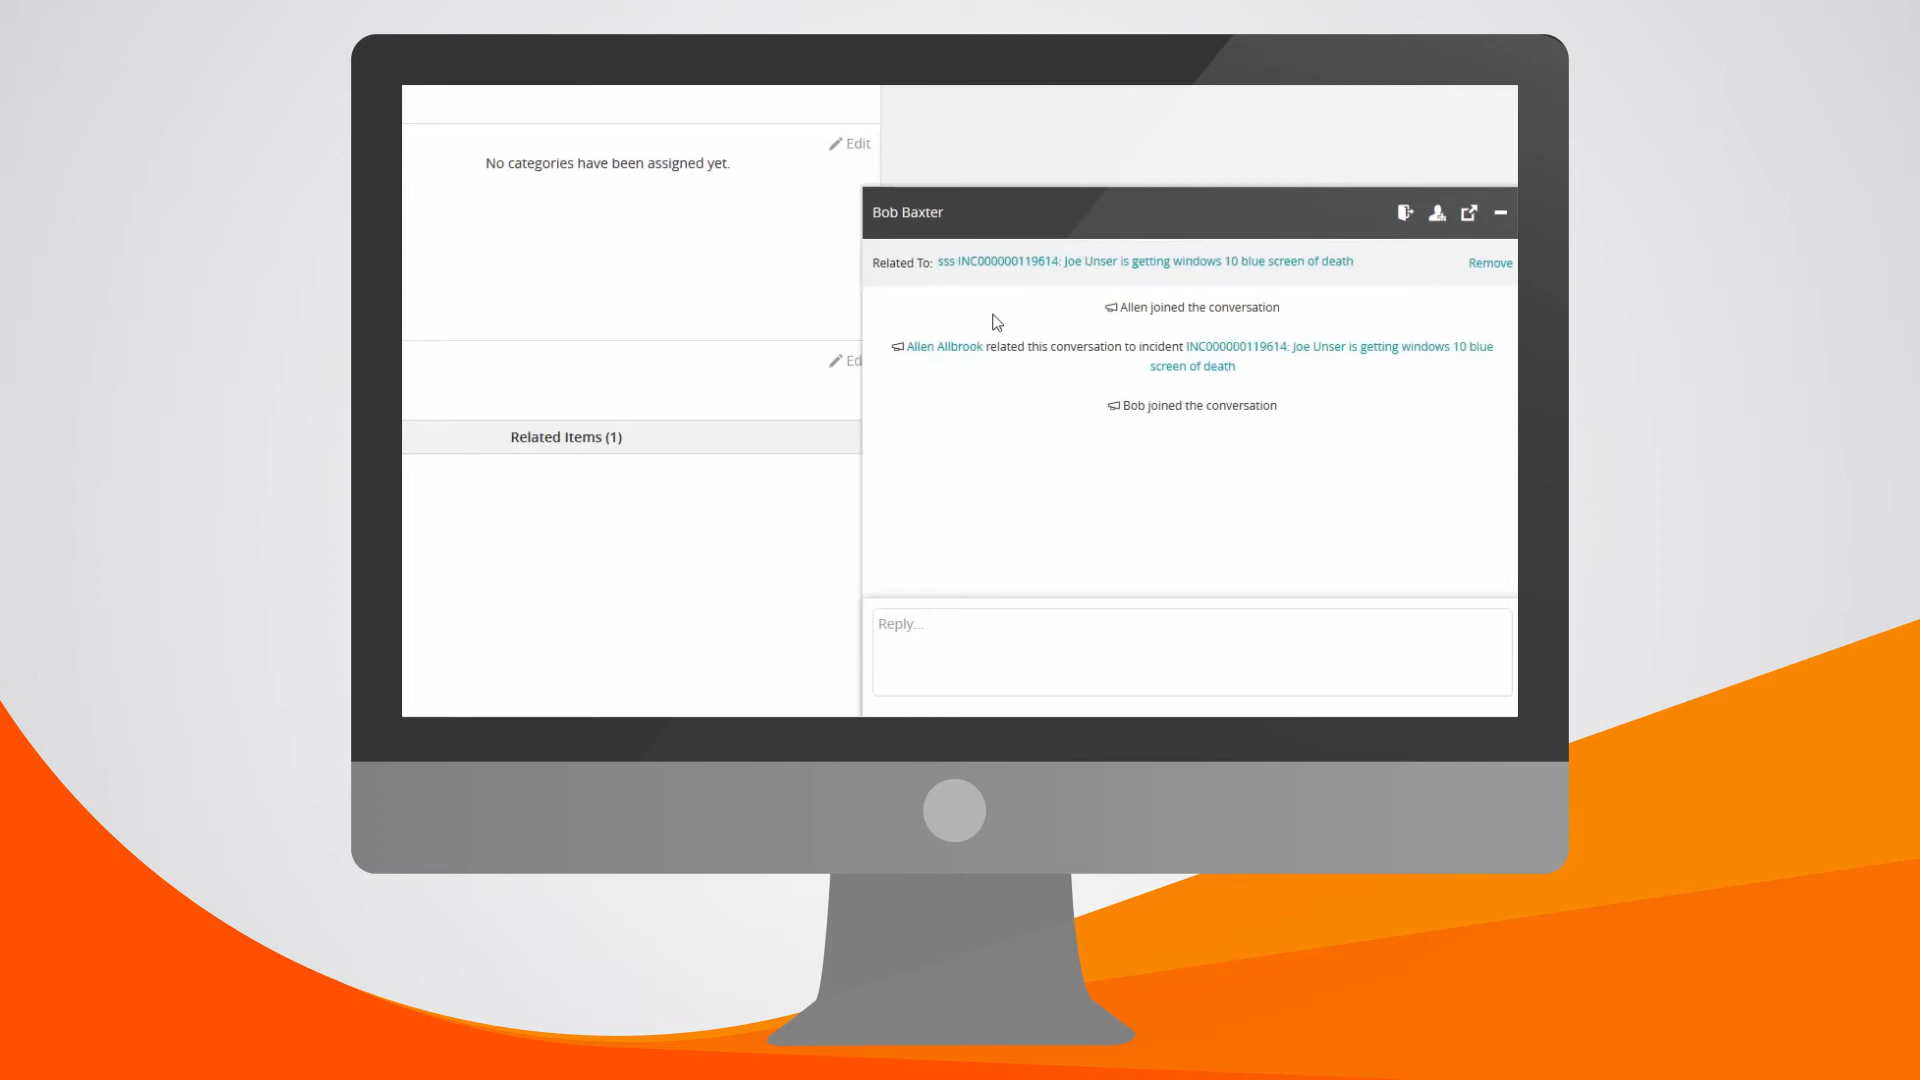 Edit
No categories have been assigned yet.
Bob Baxter
Related To: sss INC000000119614: Joe Unser is getting windows 10 blue screen of death
Remove
Allen joined the conversation
Allen Allbrook related this conversation to incident INC000000119614: Joe Unser is getting windows 10 blue
screen of death
Ed
Bob joined the conversation
Related Items (1)
Reply...